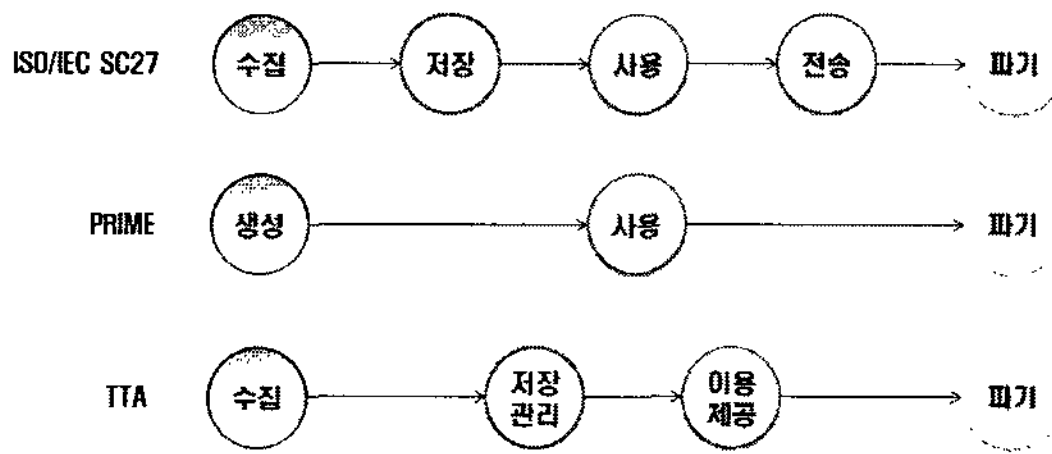 ISO/IEC SC27 수집 저장 사용 전송 파기
PRIME 생성 사용 파기
TTA 수집 저장 관리 이용 제공 파기